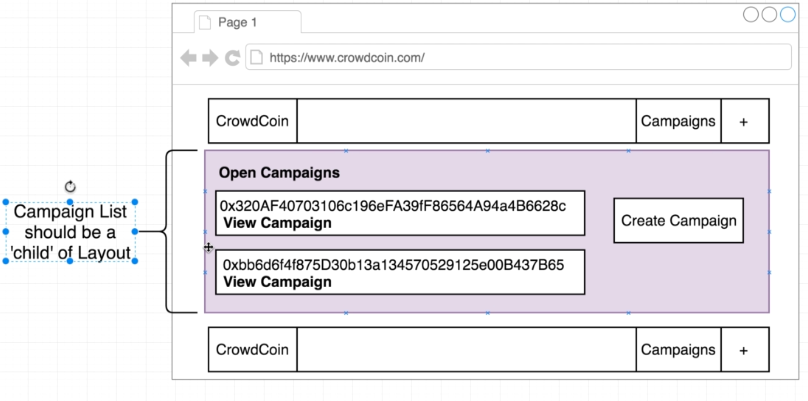 Page 1
https://www.crowdcoin.com/
CrowdCoin
Campaigns
+
Open Campaigns
0x320AF40703106c196eFA39fF86564A94a4B6628c
View Campaign
Create Campaign
0xbb6d6f4f875D30b13a134570529125e00B437B65
View Campaign
Campaign List
should be a
'child' of Layout
CrowdCoin
Campaigns
+